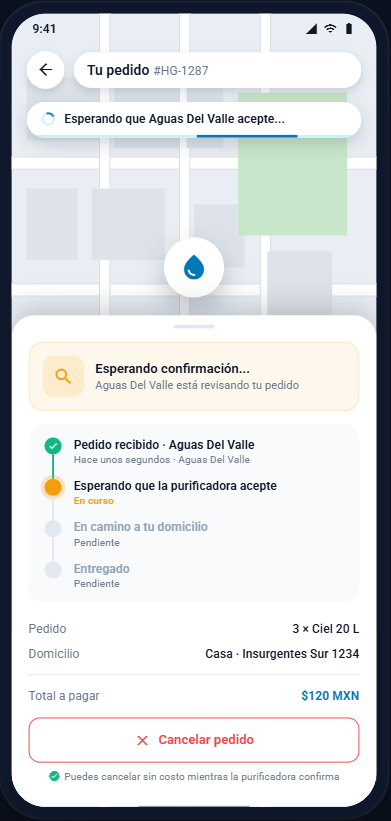 9:41
Tu pedido #HG-1287
Esperando que Aguas Del Valle acepte...
Esperando confirmación...
Aguas Del Valle está revisando tu pedido
Pedido recibido · Aguas Del Valle
Hace unos segundos · Aguas Del Valle
Esperando que la purificadora acepte
En curso
En camino a tu domicilio
Pendiente
Entregado
Pendiente
Pedido 3 × Ciel 20 L
Domicilio Casa · Insurgentes Sur 1234
Total a pagar $120 MXN
Cancelar pedido
Puedes cancelar sin costo mientras la purificadora confirma